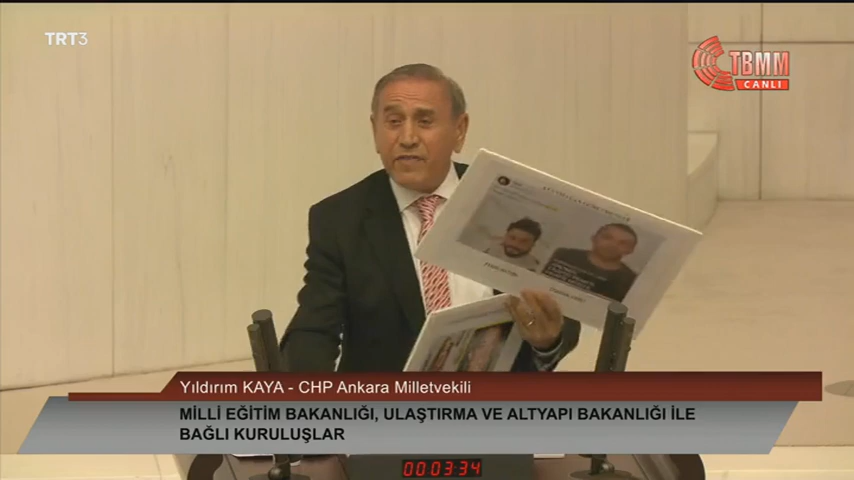 TRT3
TBMM
CANLI
Yıldırım KAYA - CHP Ankara Milletvekili
MİLLİ EĞİTİM BAKANLIĞI, ULAŞTIRMA VE ALTYAPI BAKANLIĞI İLE
BAĞLI KURULUŞLAR
00:03:34